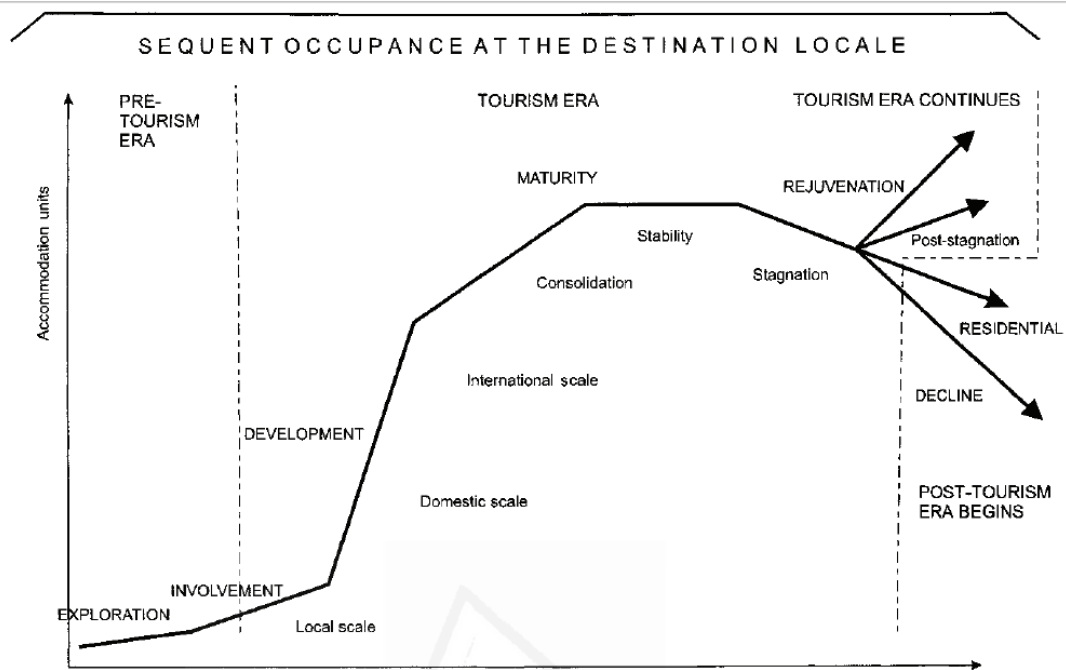 SEQUENT OCCUPANCE AT THE DESTINATION LOCALE
PRE-
TOURISM
ERA
TOURISM ERA
TOURISM ERA CONTINUES
MATURITY
REJUVENATION
Accommodation units
Stability
Post-stagnation
Consolidation
Stagnation
RESIDENTIAL
International scale
DECLINE
DEVELOPMENT
Domestic scale
POST-TOURISM
ERA BEGINS
INVOLVEMENT
EXPLORATION
Local scale